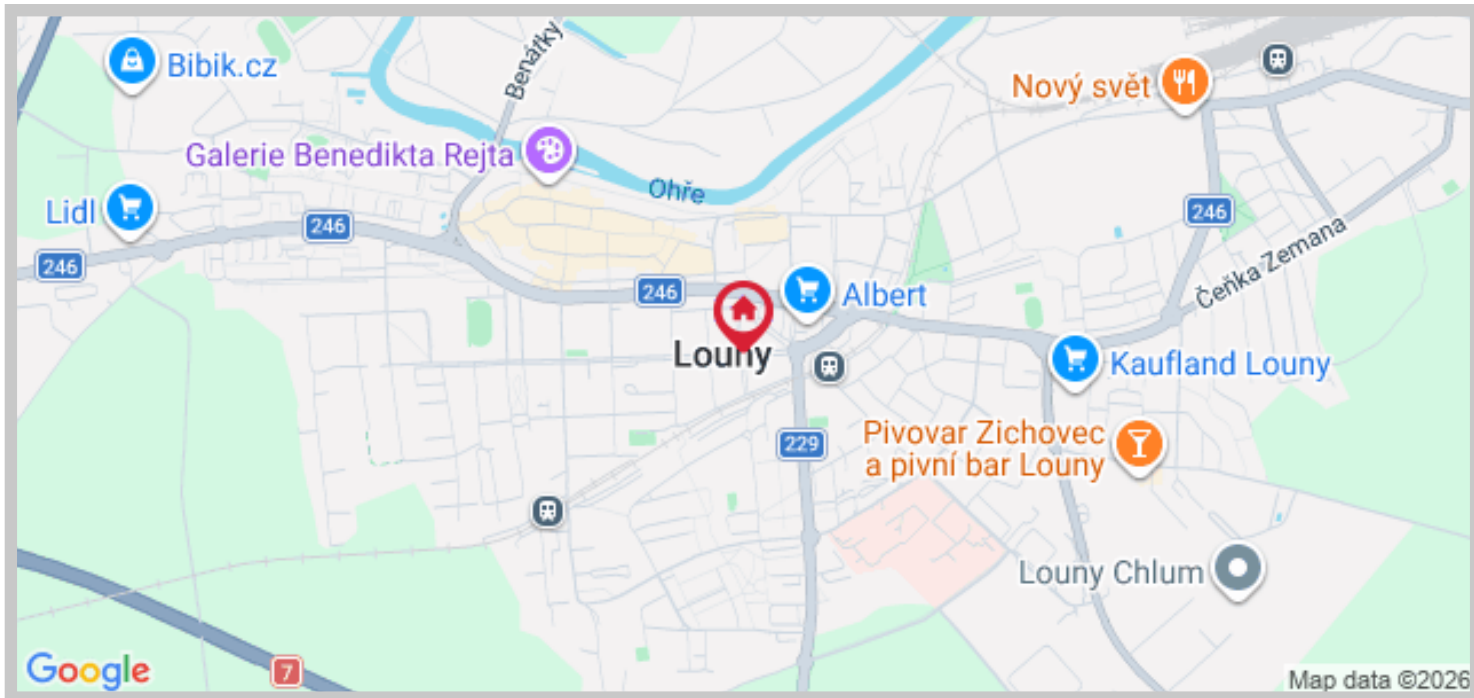 Bibik.cz
Benátky
Nový svět
Galerie Benedikta Rejta
Ohře
Lidl
246
246
246
Čeňka Zemana
246
Albert
Louny
Kaufland Louny
229
Pivovar Zichovec
a pivní bar Louny
Louny Chlum
Google
7
Map data ©2026